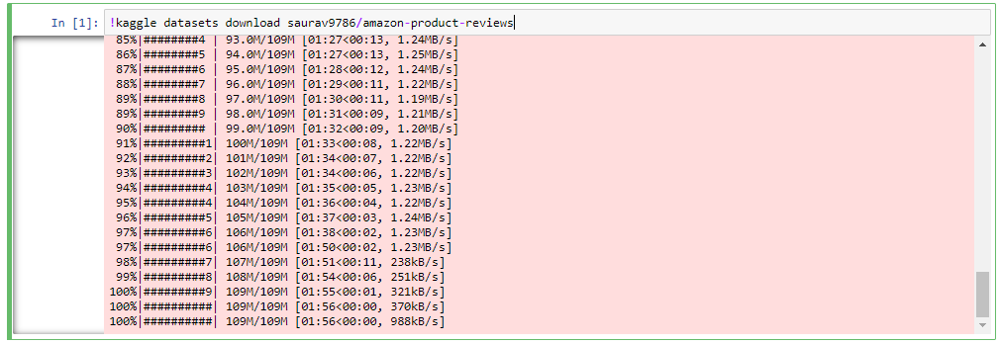 In [1]: !kaggle datasets download saurav9786/amazon-product-reviews
85%|########4 | 93.0M/109M [01:27<00:13, 1.24MB/s]
86%|########5 | 94.0M/109M [01:27<00:13, 1.25MB/s]
87%|########6 | 95.0M/109M [01:28<00:12, 1.24MB/s]
88%|########7 | 96.0M/109M [01:29<00:11, 1.22MB/s]
89%|########8 | 97.0M/109M [01:30<00:11, 1.19MB/s]
89%|########9 | 98.0M/109M [01:31<00:09, 1.21MB/s]
90%|######### | 99.0M/109M [01:32<00:09, 1.20MB/s]
91%|#########1| 100M/109M [01:33<00:08, 1.22MB/s]
92%|#########2| 101M/109M [01:34<00:07, 1.22MB/s]
93%|#########3| 102M/109M [01:34<00:06, 1.22MB/s]
94%|#########4| 103M/109M [01:35<00:05, 1.23MB/s]
95%|#########4| 104M/109M [01:36<00:04, 1.22MB/s]
96%|#########5| 105M/109M [01:37<00:03, 1.24MB/s]
97%|#########6| 106M/109M [01:38<00:02, 1.23MB/s]
97%|#########6| 106M/109M [01:50<00:02, 1.23MB/s]
98%|#########7| 107M/109M [01:51<00:11, 238kB/s]
99%|#########8| 108M/109M [01:54<00:06, 251kB/s]
100%|#########9| 109M/109M [01:55<00:01, 321kB/s]
100%|##########| 109M/109M [01:56<00:00, 370kB/s]
100%|##########| 109M/109M [01:56<00:00, 988kB/s]